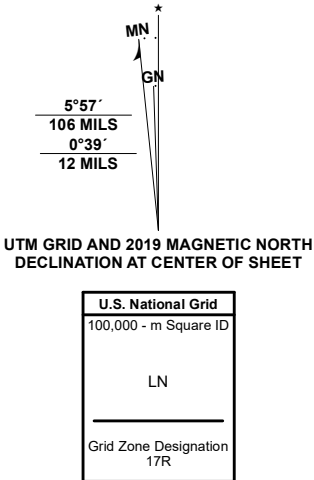 ★
MN
GN
5°57´
106 MILS
0°39´
12 MILS
UTM GRID AND 2019 MAGNETIC NORTH
DECLINATION AT CENTER OF SHEET
U.S. National Grid
100,000 - m Square ID
LN
Grid Zone Designation
17R